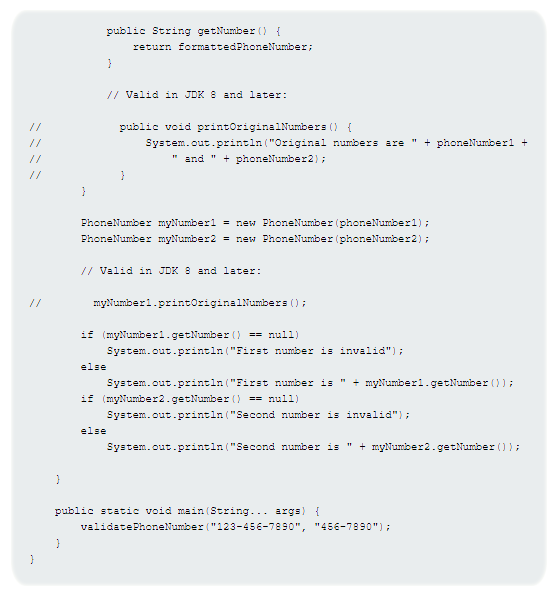 public String getNumber() {
                return formattedPhoneNumber;
            }

            // Valid in JDK 8 and later:

//            public void printOriginalNumbers() {
//                System.out.println("Original numbers are " + phoneNumber1 +
//                    " and " + phoneNumber2);
//            }
        }

        PhoneNumber myNumber1 = new PhoneNumber(phoneNumber1);
        PhoneNumber myNumber2 = new PhoneNumber(phoneNumber2);

        // Valid in JDK 8 and later:

//        myNumber1.printOriginalNumbers();

        if (myNumber1.getNumber() == null)
            System.out.println("First number is invalid");
        else
            System.out.println("First number is " + myNumber1.getNumber());
        if (myNumber2.getNumber() == null)
            System.out.println("Second number is invalid");
        else
            System.out.println("Second number is " + myNumber2.getNumber());

    }

    public static void main(String... args) {
        validatePhoneNumber("123-456-7890", "456-7890");
    }
}